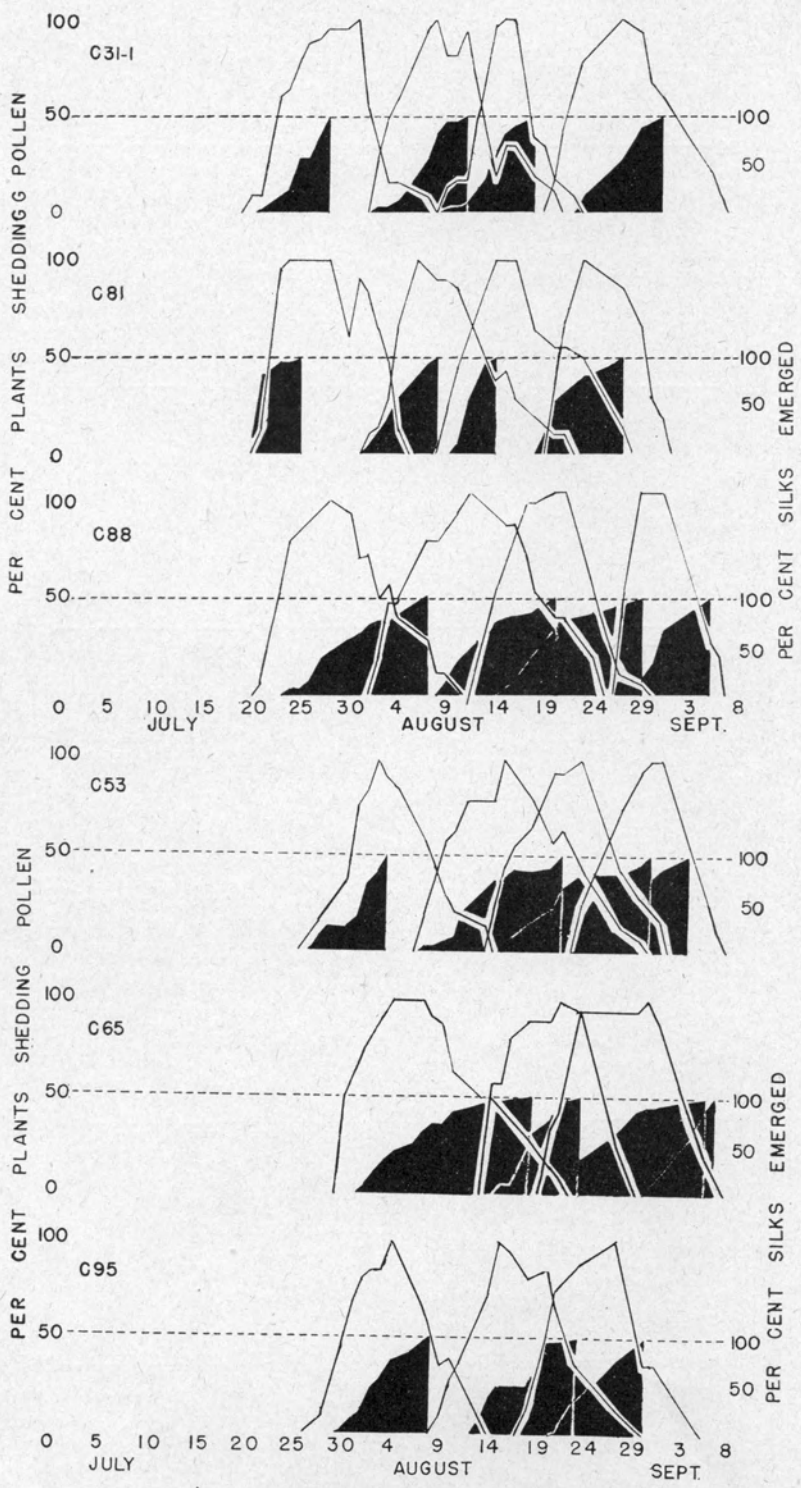 PER CENT PLANTS SHEDDING POLLEN
100
C31-1
50
0
100
50
100
C81
50
0
100
50
PER CENT SILKS EMERGED
100
C88
50
100
50
0 5 10 15 20 25 30 4 9 14 19 24 29 3 8
JULY AUGUST SEPT.
PER CENT PLANTS SHEDDING POLLEN
100
C53
50
0
100
50
100
C65
50
0
100
50
PER CENT SILKS EMERGED
100
C95
50
100
50
0 5 10 15 20 25 30 4 9 14 19 24 29 3 8
JULY AUGUST SEPT.